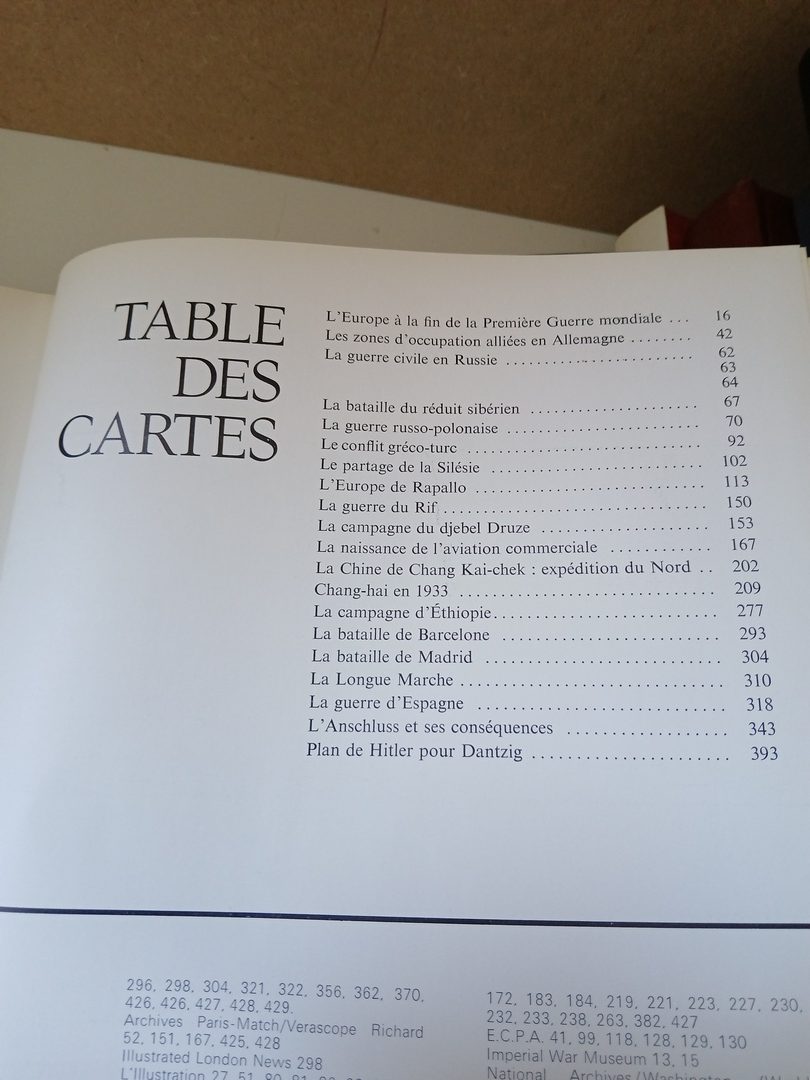 TABLE
DES
CARTES
L'Europe à la fin de la Première Guerre mondiale ... 16
Les zones d'occupation alliées en Allemagne ........ 42
La guerre civile en Russie ........................ 62
63
64
La bataille du réduit sibérien ..................... 67
La guerre russo-polonaise ........................ 70
Le conflit gréco-turc ............................. 92
Le partage de la Silésie .......................... 102
L'Europe de Rapallo ............................ 113
La guerre du Rif ................................ 150
La campagne du djebel Druze .................... 153
La naissance de l'aviation commerciale ............ 167
La Chine de Chang Kai-chek : expédition du Nord .. 202
Chang-hai en 1933 .............................. 209
La campagne d'Éthiopie.......................... 277
La bataille de Barcelone ......................... 293
La bataille de Madrid ........................... 304
La Longue Marche .............................. 310
La guerre d'Espagne ............................ 318
L'Anschluss et ses conséquences .................. 343
Plan de Hitler pour Dantzig ...................... 393
296, 298, 304, 321, 322, 356, 362, 370,
426, 426, 427, 428, 429.
Archives Paris-Match/Verascope Richard
52, 151, 167, 425, 428
Illustrated London News 298
L'Illustration 27, 51, 80, 81,
172, 183, 184, 219, 221, 223, 227, 230,
232, 233, 238, 263, 382, 427
E.C.P.A. 41, 99, 118, 128, 129, 130
Imperial War Museum 13, 15
National Archives/Washington